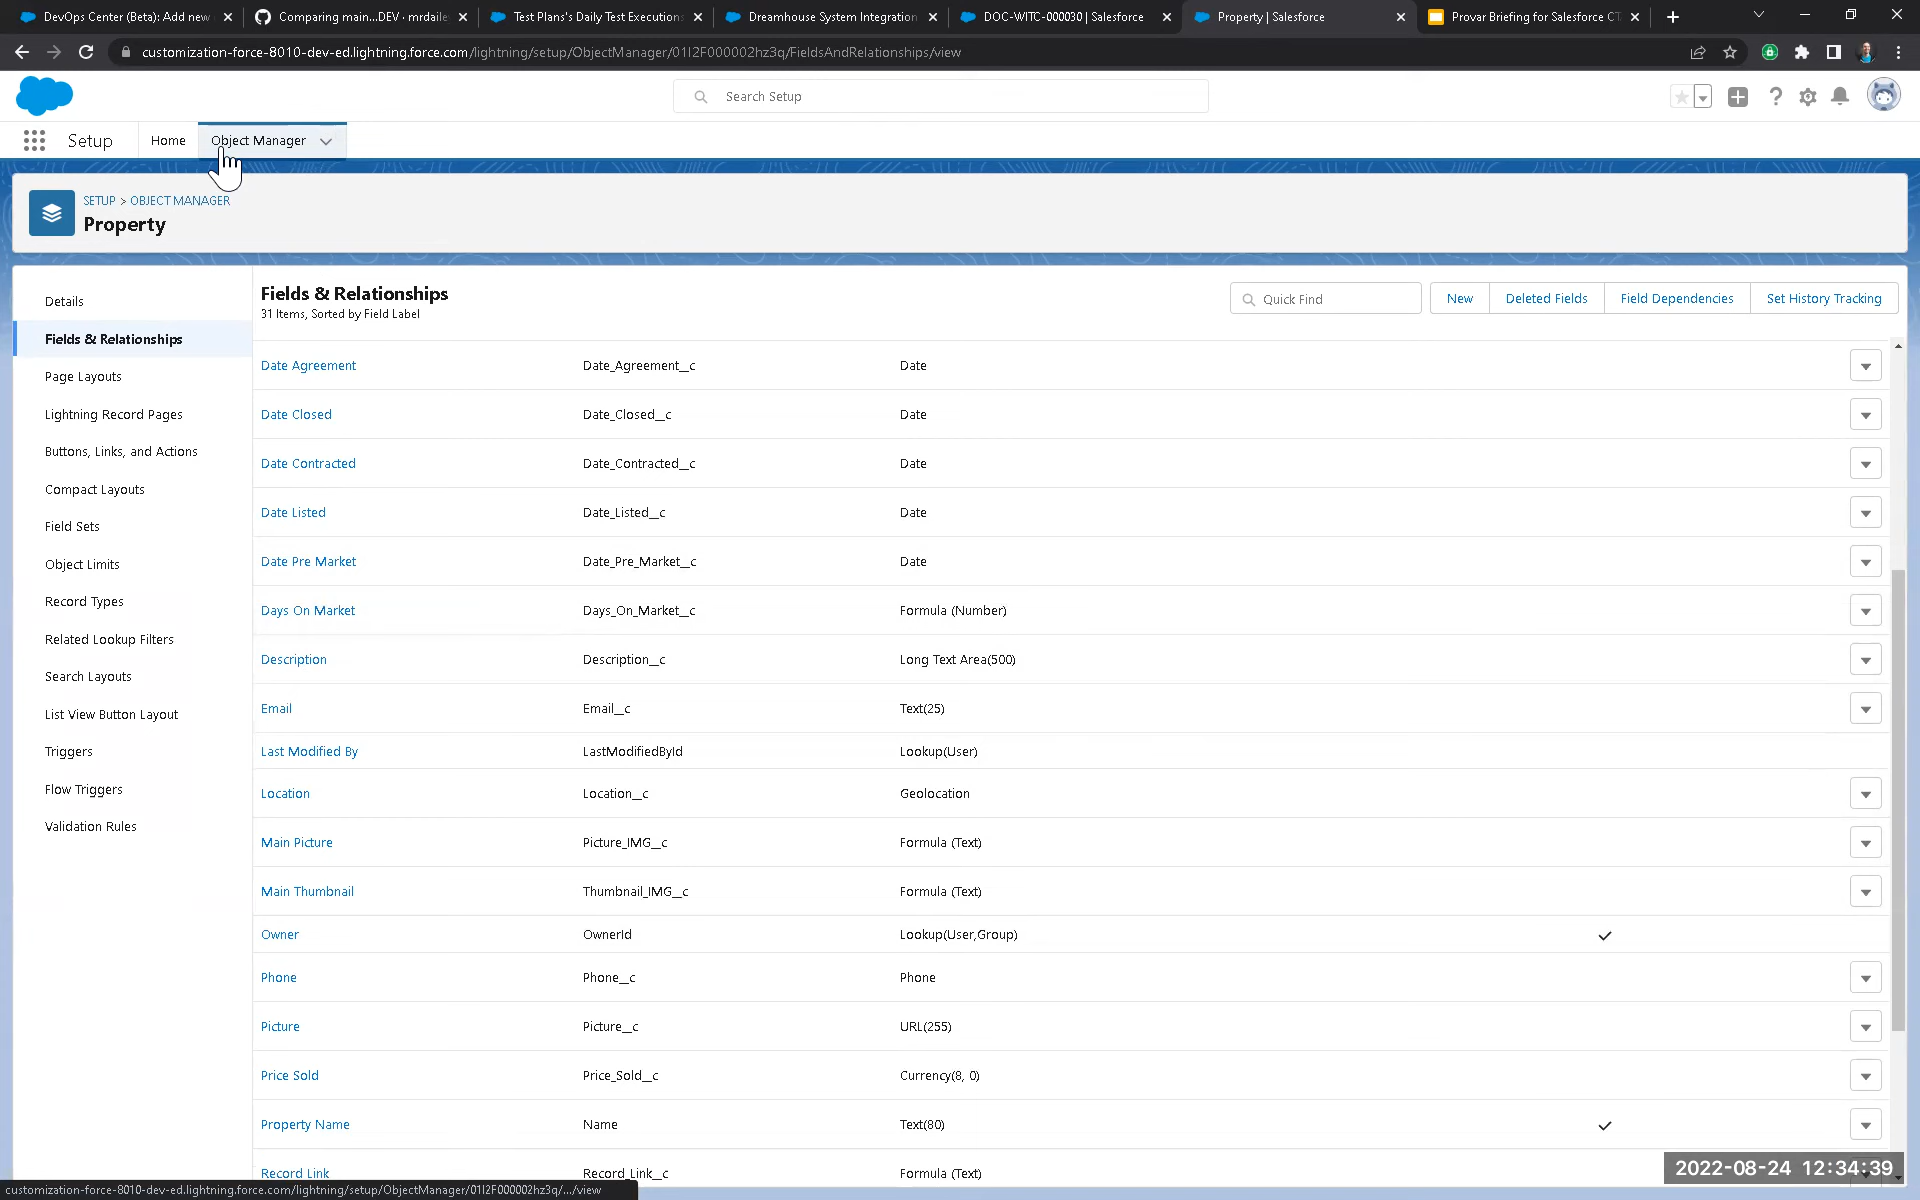 DevOps Center (Beta): Add new
Comparing main...DEV · mrdaile
Test Plans's Daily Test Executions
Dreamhouse System Integration
DOC-WITC-000030 | Salesforce
Property | Salesforce
Provar Briefing for Salesforce CT
customization-force-8010-dev-ed.lightning.force.com/lightning/setup/ObjectManager/01I2F000002hz3q/FieldsAndRelationships/view
Search Setup
Setup
Home
Object Manager
SETUP > OBJECT MANAGER
Property
Details
Fields & Relationships
Page Layouts
Lightning Record Pages
Buttons, Links, and Actions
Compact Layouts
Field Sets
Object Limits
Record Types
Related Lookup Filters
Search Layouts
List View Button Layout
Triggers
Flow Triggers
Validation Rules
Fields & Relationships
31 Items, Sorted by Field Label
Quick Find
New
Deleted Fields
Field Dependencies
Set History Tracking
Date Agreement Date_Agreement__c Date
Date Closed Date_Closed__c Date
Date Contracted Date_Contracted__c Date
Date Listed Date_Listed__c Date
Date Pre Market Date_Pre_Market__c Date
Days On Market Days_On_Market__c Formula (Number)
Description Description__c Long Text Area(500)
Email Email__c Text(25)
Last Modified By LastModifiedById Lookup(User)
Location Location__c Geolocation
Main Picture Picture_IMG__c Formula (Text)
Main Thumbnail Thumbnail_IMG__c Formula (Text)
Owner OwnerId Lookup(User,Group)
Phone Phone__c Phone
Picture Picture__c URL(255)
Price Sold Price_Sold__c Currency(8, 0)
Property Name Name Text(80)
Record Link Record_Link__c Formula (Text)
2022-08-24 12:34:39
customization-force-8010-dev-ed.lightning.force.com/lightning/setup/ObjectManager/01I2F000002hz3q/.../view